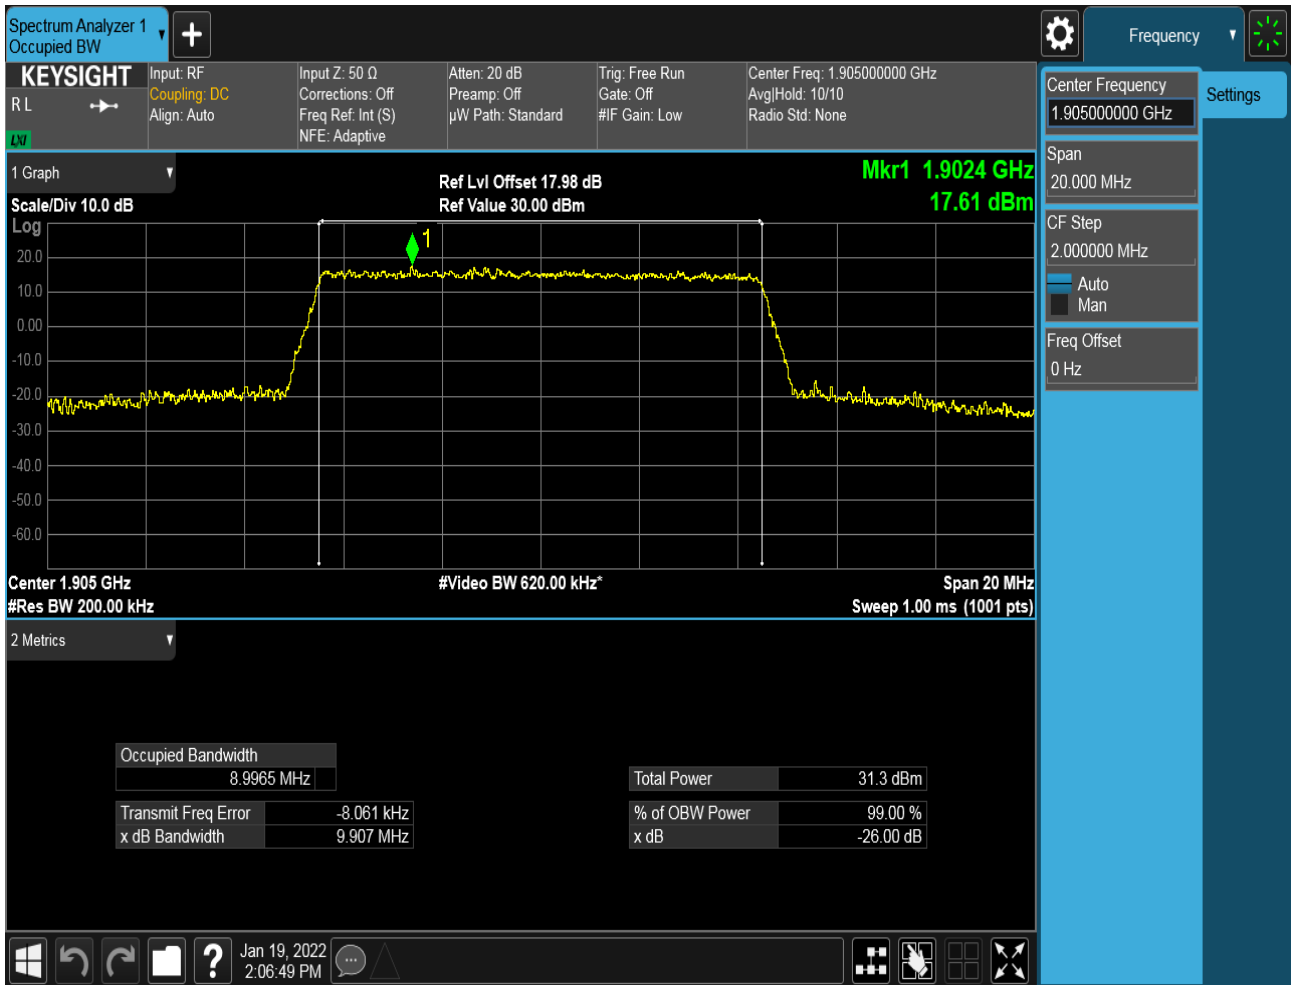 Spectrum Analyzer 1
Occupied BW
Frequency
KEYSIGHT
R L
LXI
Input: RF
Coupling: DC
Align: Auto
Input Z: 50 Ω
Corrections: Off
Freq Ref: Int (S)
NFE: Adaptive
Atten: 20 dB
Preamp: Off
µW Path: Standard
Trig: Free Run
Gate: Off
#IF Gain: Low
Center Freq: 1.905000000 GHz
Avg|Hold: 10/10
Radio Std: None
Center Frequency
1.905000000 GHz
Settings
Span
20.000 MHz
CF Step
2.000000 MHz
Auto
Man
Freq Offset
0 Hz
1 Graph
Scale/Div 10.0 dB
Ref Lvl Offset 17.98 dB
Ref Value 30.00 dBm
Mkr1 1.9024 GHz
17.61 dBm
Log
1
20.0
10.0
0.00
-10.0
-20.0
-30.0
-40.0
-50.0
-60.0
Center 1.905 GHz
#Video BW 620.00 kHz*
Span 20 MHz
#Res BW 200.00 kHz
Sweep 1.00 ms (1001 pts)
2 Metrics
Occupied Bandwidth
8.9965 MHz
Total Power 31.3 dBm
Transmit Freq Error -8.061 kHz
% of OBW Power 99.00 %
x dB Bandwidth 9.907 MHz
x dB -26.00 dB
?
Jan 19, 2022
2:06:49 PM